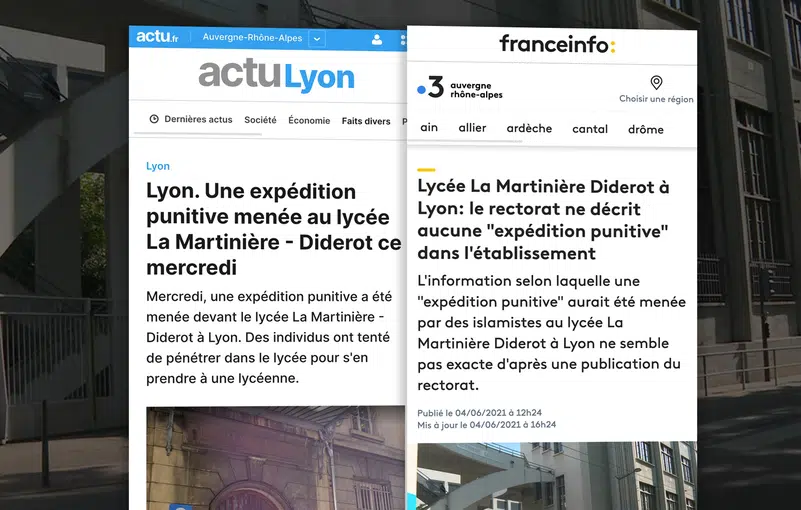 actu.fr
Auvergne-Rhône-Alpes
actu Lyon
Dernières actus Société Économie Faits divers P
Lyon
Lyon. Une expédition
punitive menée au lycée
La Martinière - Diderot ce
mercredi
Mercredi, une expédition punitive a été
menée devant le lycée La Martinière -
Diderot à Lyon. Des individus ont tenté
de pénétrer dans le lycée pour s'en
prendre à une lycéenne.
franceinfo:
3 auvergne
rhône-alpes
Choisir une région
ain allier ardèche cantal drôme
Lycée La Martinière Diderot à
Lyon: le rectorat ne décrit
aucune "expédition punitive"
dans l'établissement
L'information selon laquelle une
"expédition punitive" aurait été menée
par des islamistes au lycée La
Martinière Diderot à Lyon ne semble
pas exacte d'après une publication du
rectorat.
Publié le 04/06/2021 à 12h24
Mis à jour le 04/06/2021 à 16h24